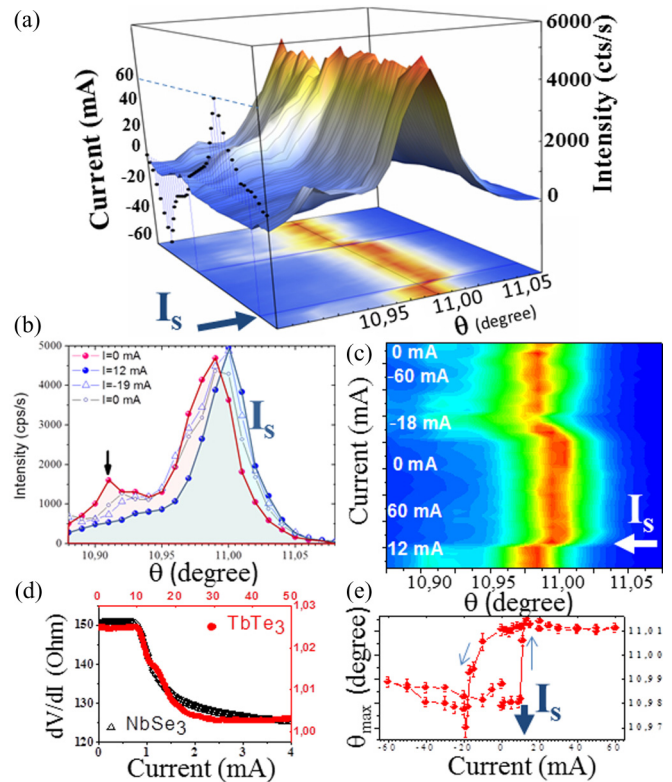 (a)
6000
4000
2000
0
Intensity (cts/s)
60
40
20
0
-20
-40
-60
Current (mA)
10,95
11,00
11,05
θ (degree)
Is
(b)
5000
4000
3000
2000
1000
0
Intensity (cps/s)
I=0 mA
I=12 mA
I=-19 mA
I=0 mA
Is
10,90
10,95
11,00
11,05
θ (degree)
(c)
Current (mA)
0 mA
-60 mA
-18 mA
0 mA
60 mA
12 mA
Is
10,90
10,95
11,00
11,05
θ (degree)
(d)
0 10 20 30 40 50
dV/dI (Ohm)
150
140
130
120
1,03
1,02
1,01
1,00
TbTe3
NbSe3
0 1 2 3 4
Current (mA)
(e)
θmax (degree)
11.01
11.00
10.98
10.97
Is
-60 -40 -20 0 20 40 60
Current (mA)